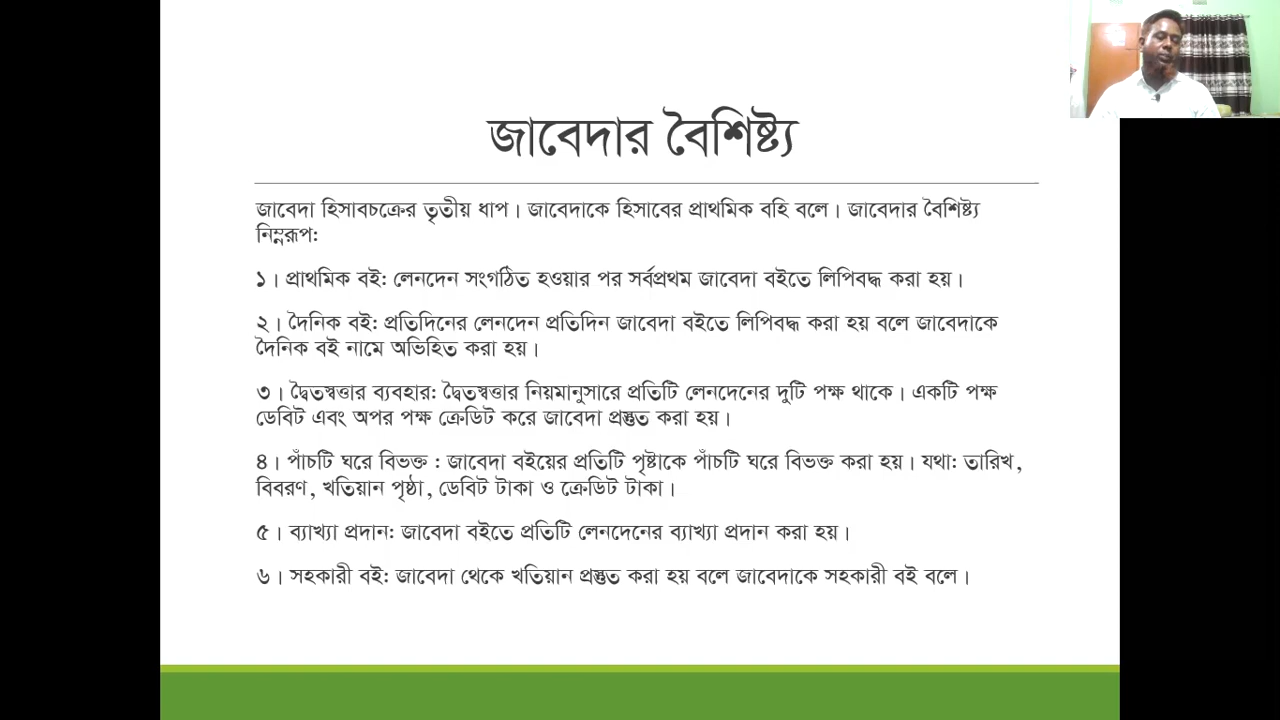 জাবেদার বৈশিষ্ট্য
জাবেদা হিসাবচক্রের তৃতীয় ধাপ। জাবেদাকে হিসাবের প্রাথমিক বহি বলে। জাবেদার বৈশিষ্ট্য
নিম্নরূপ:
১। প্রাথমিক বই: লেনদেন সংগঠিত হওয়ার পর সর্বপ্রথম জাবেদা বইতে লিপিবদ্ধ করা হয়।
২। দৈনিক বই: প্রতিদিনের লেনদেন প্রতিদিন জাবেদা বইতে লিপিবদ্ধ করা হয় বলে জাবেদাকে
দৈনিক বই নামে অভিহিত করা হয়।
৩। দ্বৈতস্বত্তার ব্যবহার: দ্বৈতস্বত্তার নিয়মানুসারে প্রতিটি লেনদেনের দুটি পক্ষ থাকে। একটি পক্ষ
ডেবিট এবং অপর পক্ষ ক্রেডিট করে জাবেদা প্রস্তুত করা হয়।
৪। পাঁচটি ঘরে বিভক্ত : জাবেদা বইয়ের প্রতিটি পৃষ্টাকে পাঁচটি ঘরে বিভক্ত করা হয়। যথা: তারিখ,
বিবরণ, খতিয়ান পৃষ্ঠা, ডেবিট টাকা ও ক্রেডিট টাকা।
৫। ব্যাখ্যা প্রদান: জাবেদা বইতে প্রতিটি লেনদেনের ব্যাখ্যা প্রদান করা হয়।
৬। সহকারী বই: জাবেদা থেকে খতিয়ান প্রস্তুত করা হয় বলে জাবেদাকে সহকারী বই বলে।